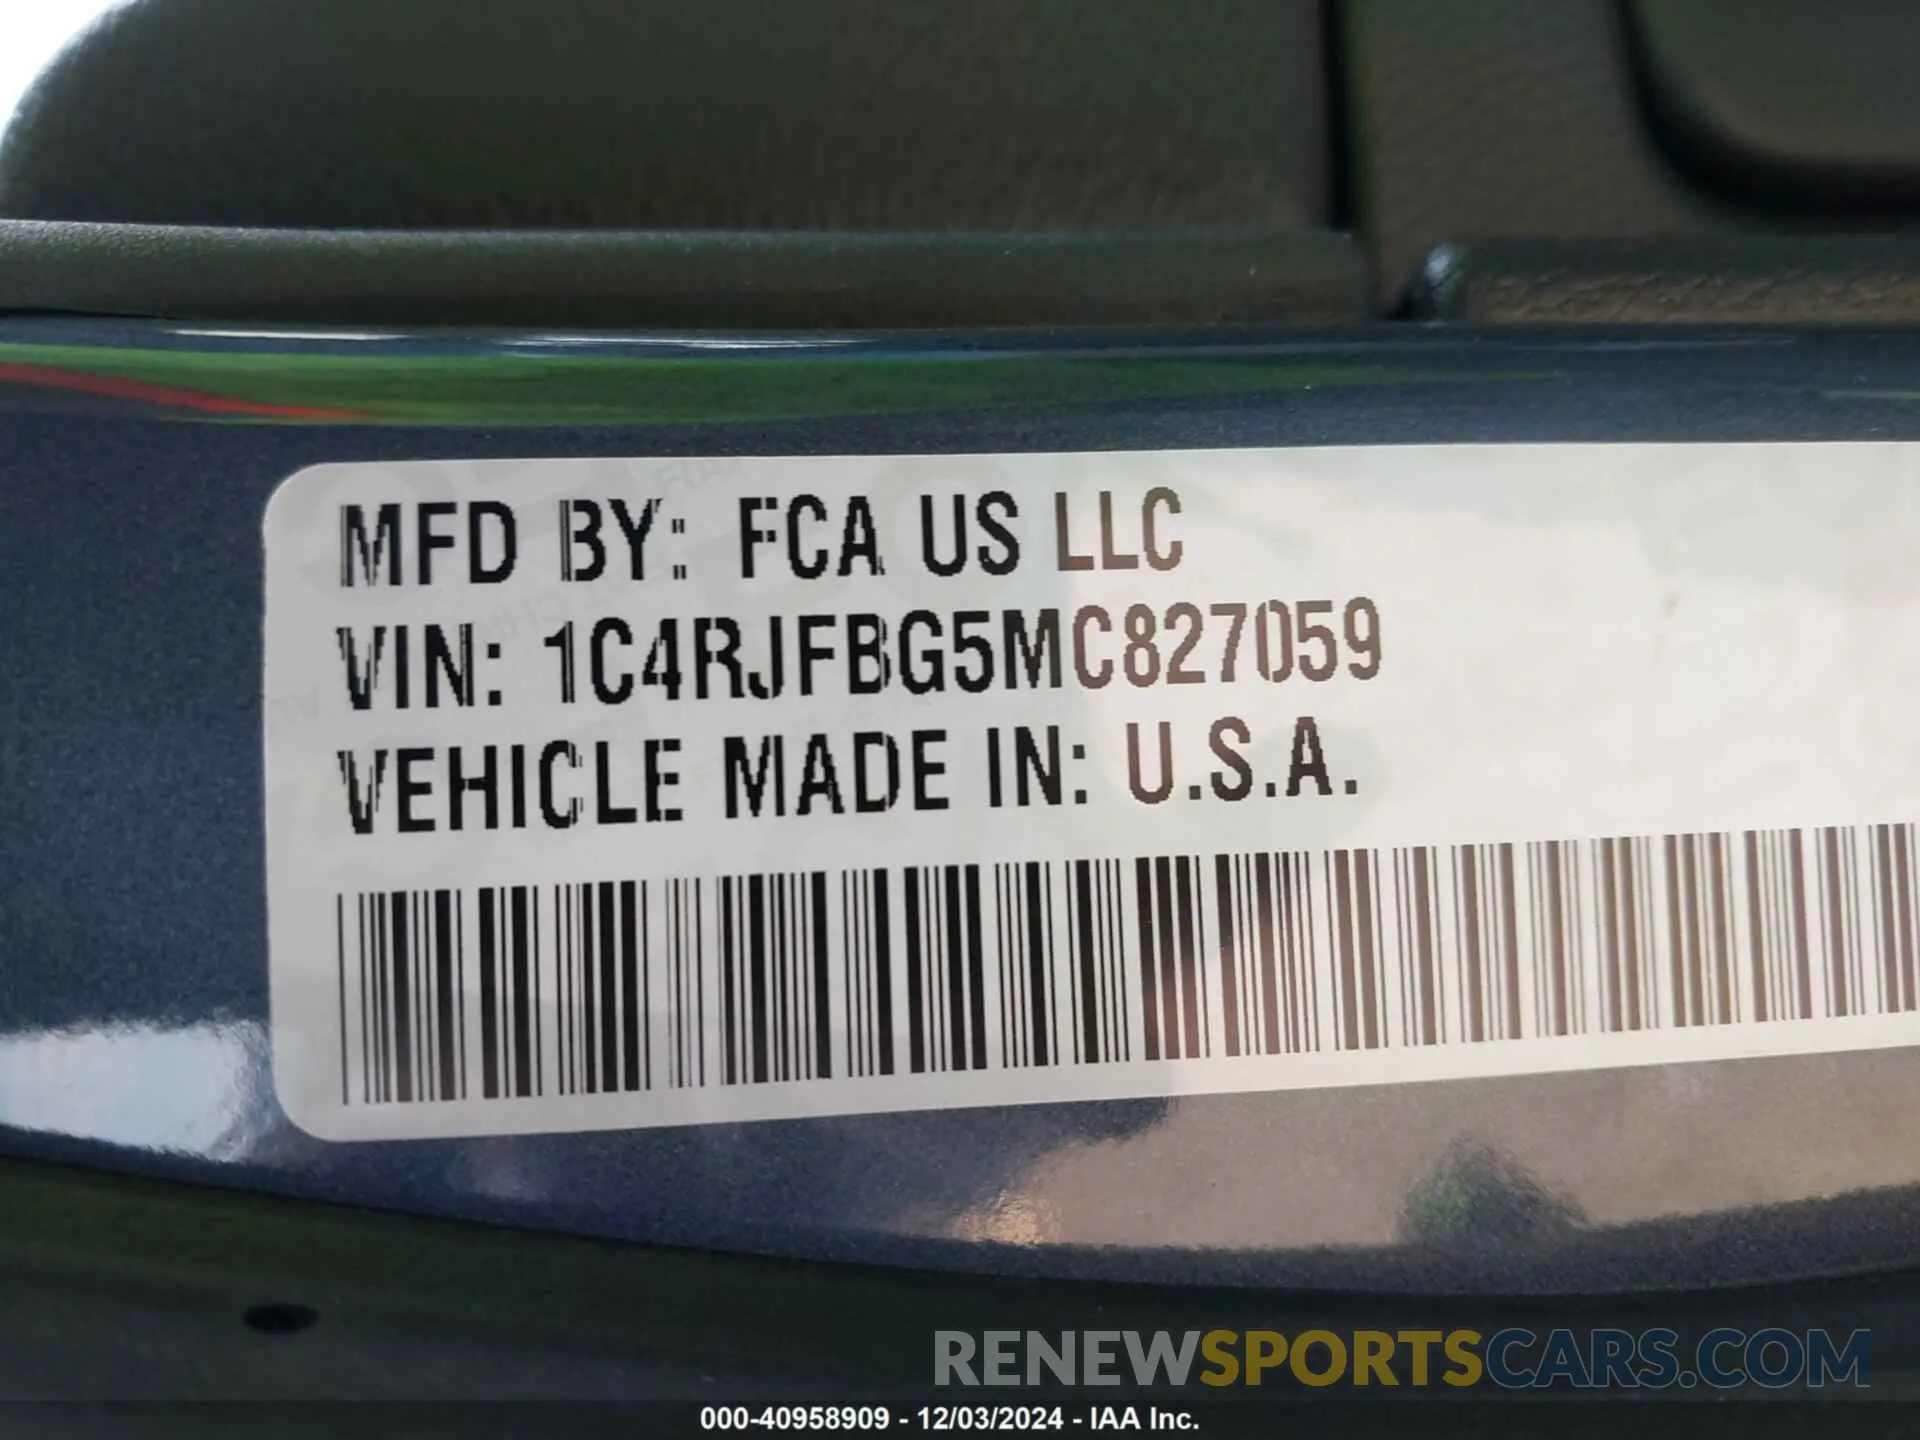 MFD BY: FCA US LLC
VIN: 1C4RJFBG5MC827059
VEHICLE MADE IN: U.S.A.
RENEWSPORTSCARS.COM
000-40958909 - 12/03/2024 - IAA Inc.